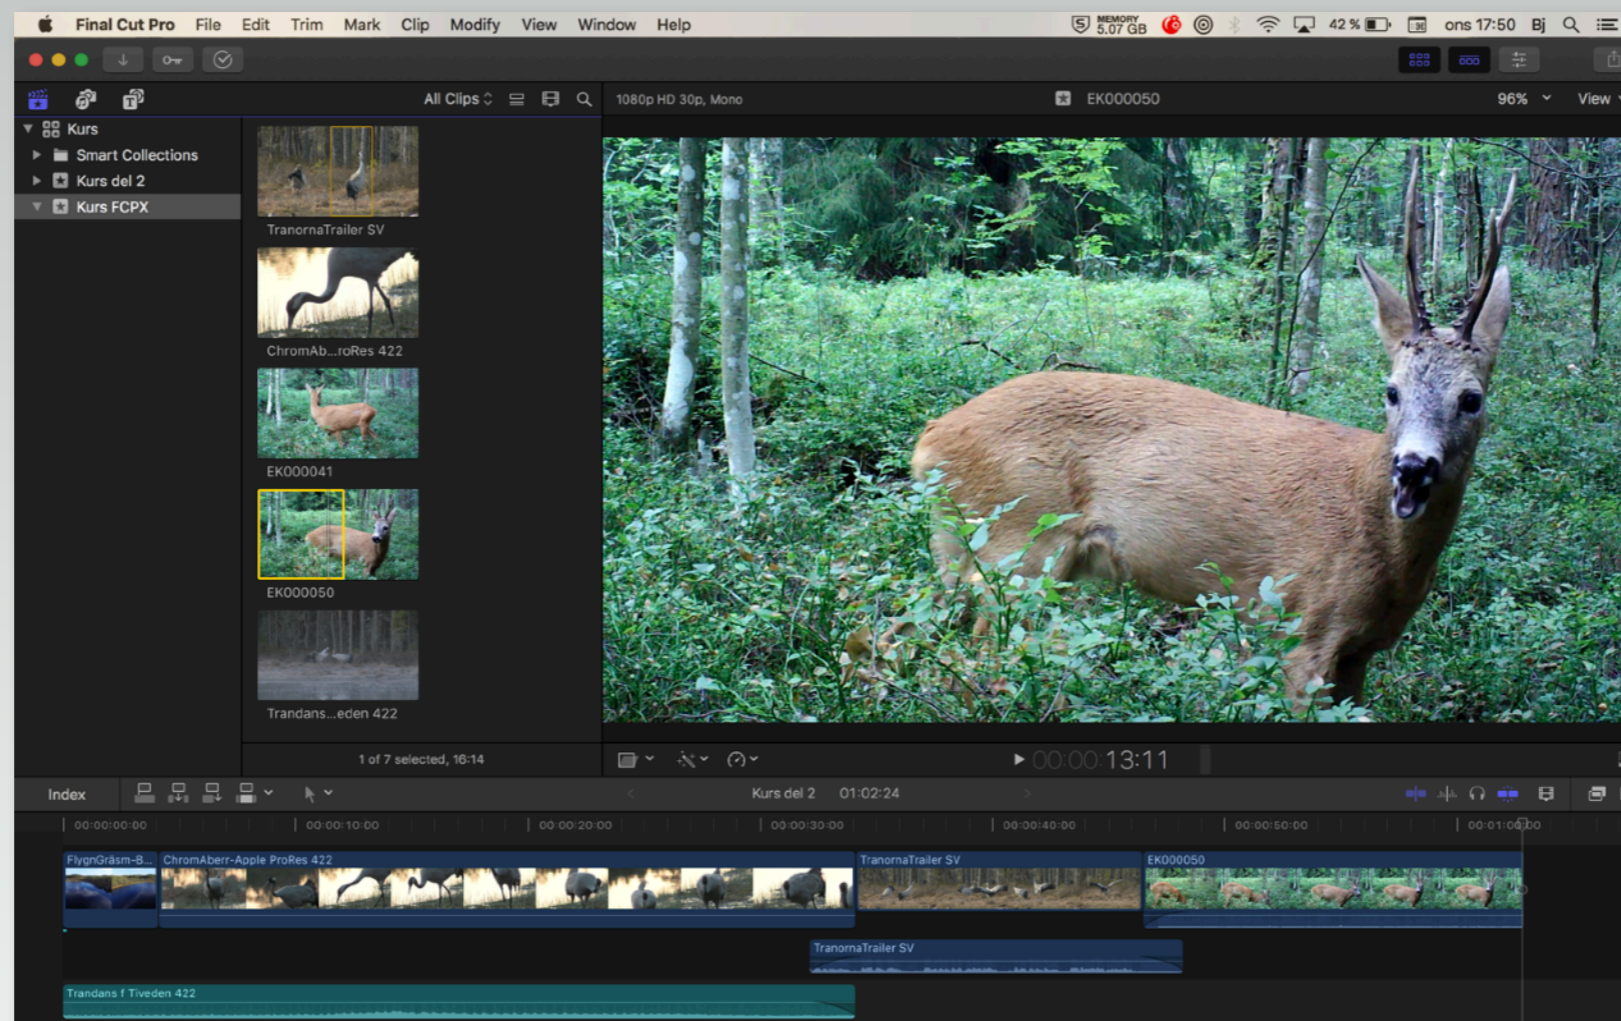 Final Cut Pro File Edit Trim Mark Clip Modify View Window Help MEMORY 5.07 GB 42 % ons 17:50 Bj
All Clips 1080p HD 30p, Mono EK000050 96% View
Kurs
Smart Collections
Kurs del 2
Kurs FCPX
TranornaTrailer SV
ChromAb...roRes 422
EK000041
EK000050
Trandans...eden 422
1 of 7 selected, 16:14
00:00:13:11
Index Kurs del 2 01:02:24
00:00:00:00 00:00:10:00 00:00:20:00 00:00:30:00 00:00:40:00 00:00:50:00 00:01:00:00
FlygnGräsm-B... ChromAberr-Apple ProRes 422 TranornaTrailer SV EK000050
TranornaTrailer SV
Trandans f Tiveden 422